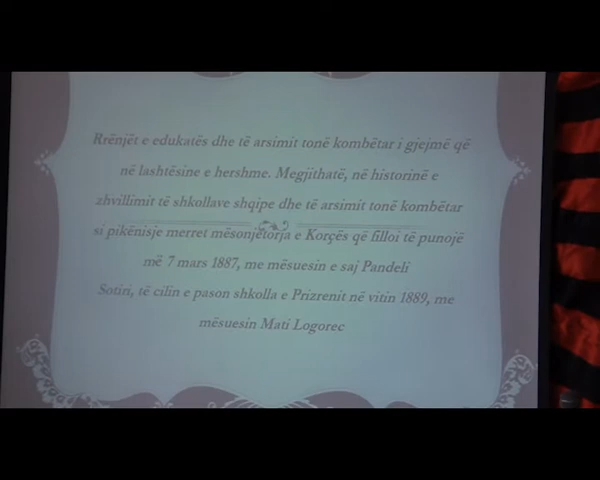 Rrënjët e edukatës dhe të arsimit tonë kombëtar i gjejmë që
në lashtësine e hershme. Megjithatë, në historinë e
zhvillimit të shkollave shqipe dhe të arsimit tonë kombëtar
si pikënisje merret mësonjëtorja e Korçës që filloi të punojë
më 7 mars 1887, me mësuesin e saj Pandeli
Sotiri, të cilin e pason shkolla e Prizrenit në vitin 1889, me
mësuesin Mati Logorec